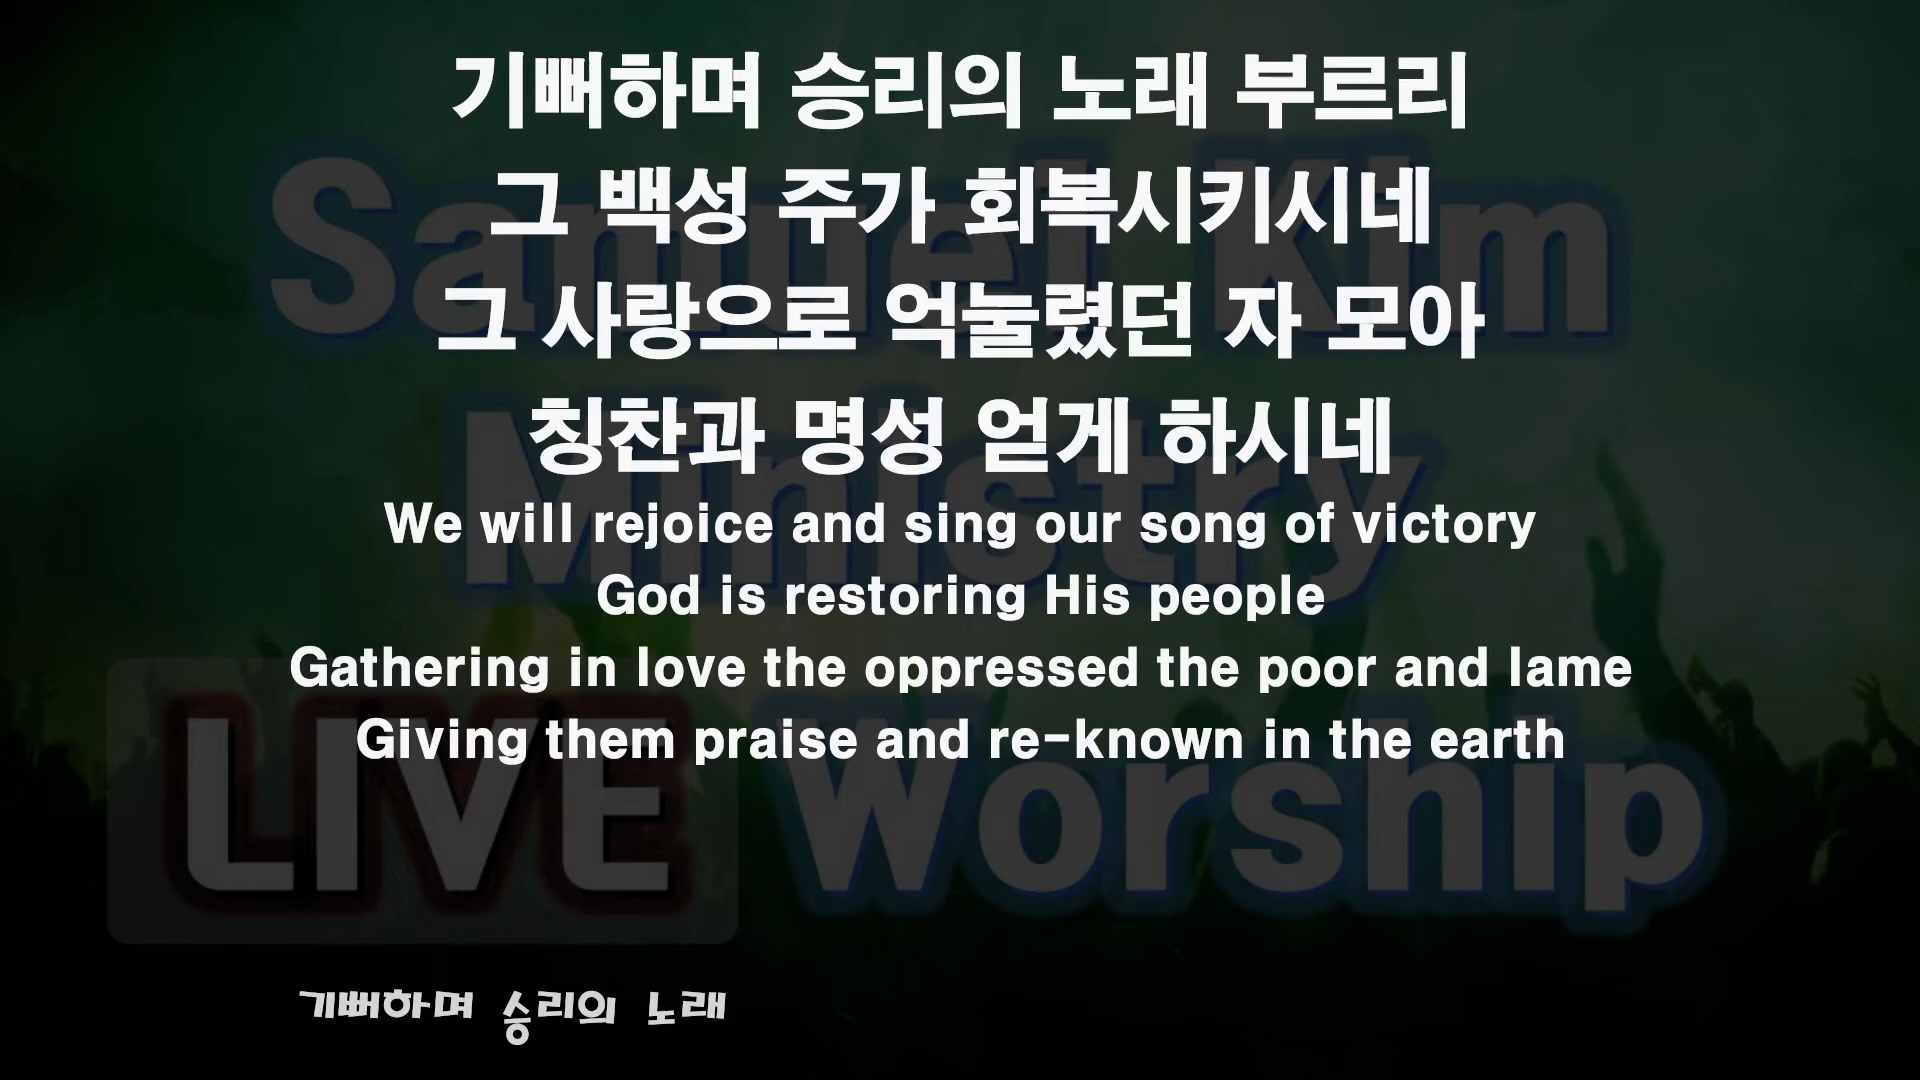 기뻐하며 승리의 노래 부르리
그 백성 주가 회복시키시네
그 사랑으로 억눌렸던 자 모아
칭찬과 명성 얻게 하시네
We will rejoice and sing our song of victory
God is restoring His people
Gathering in love the oppressed the poor and lame
Giving them praise and re-known in the earth
Samuel Kim
Ministry
LIVE Worship
기뻐하며 승리의 노래